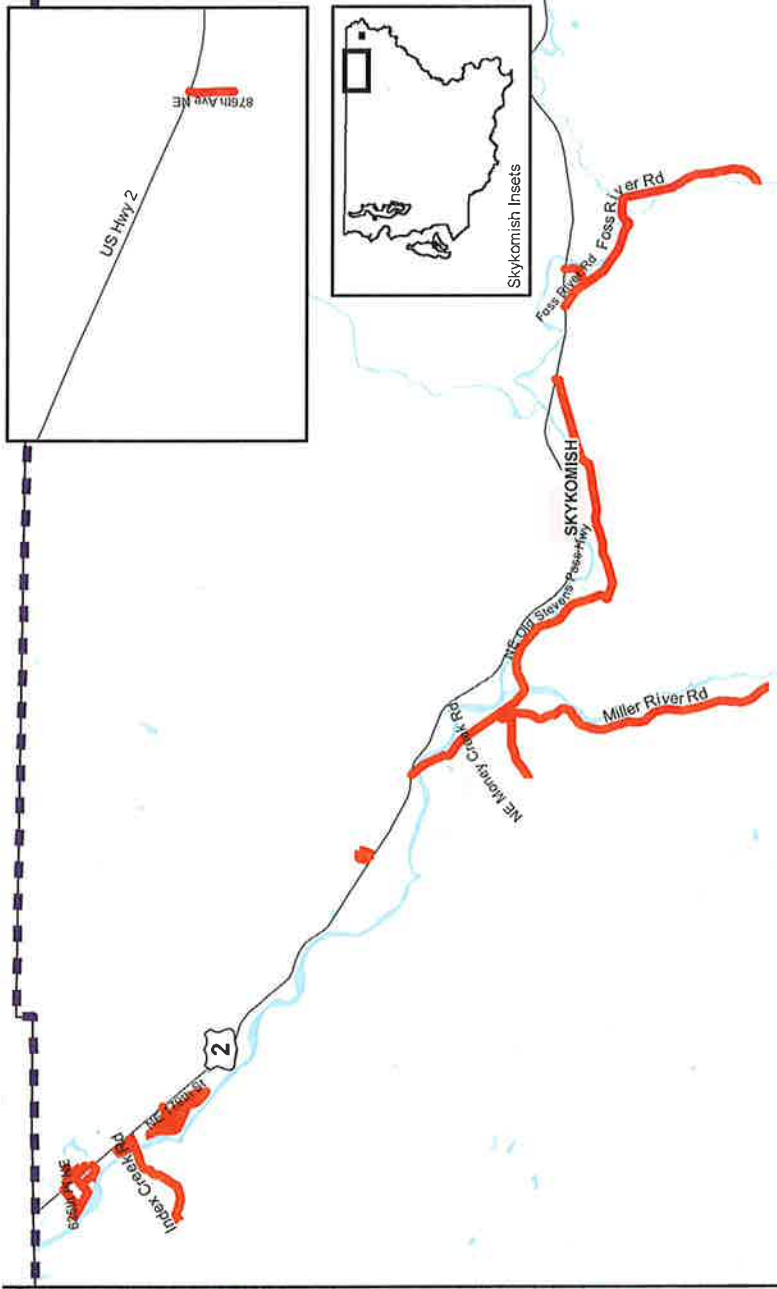 US Hwy 2
876th Ave NE
Skykomish Insets
Foss River Rd
Foss River Rd
SKYKOMISH
NE Old Stevens Pass Hwy
Miller River Rd
NE Money Creek Rd
2
Index Creek Rd